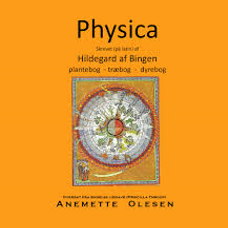 Physica
Skrevet (på latin) af
Hildegard af Bingen
plantebog - træbog - dyrebog
Anemette Olesen